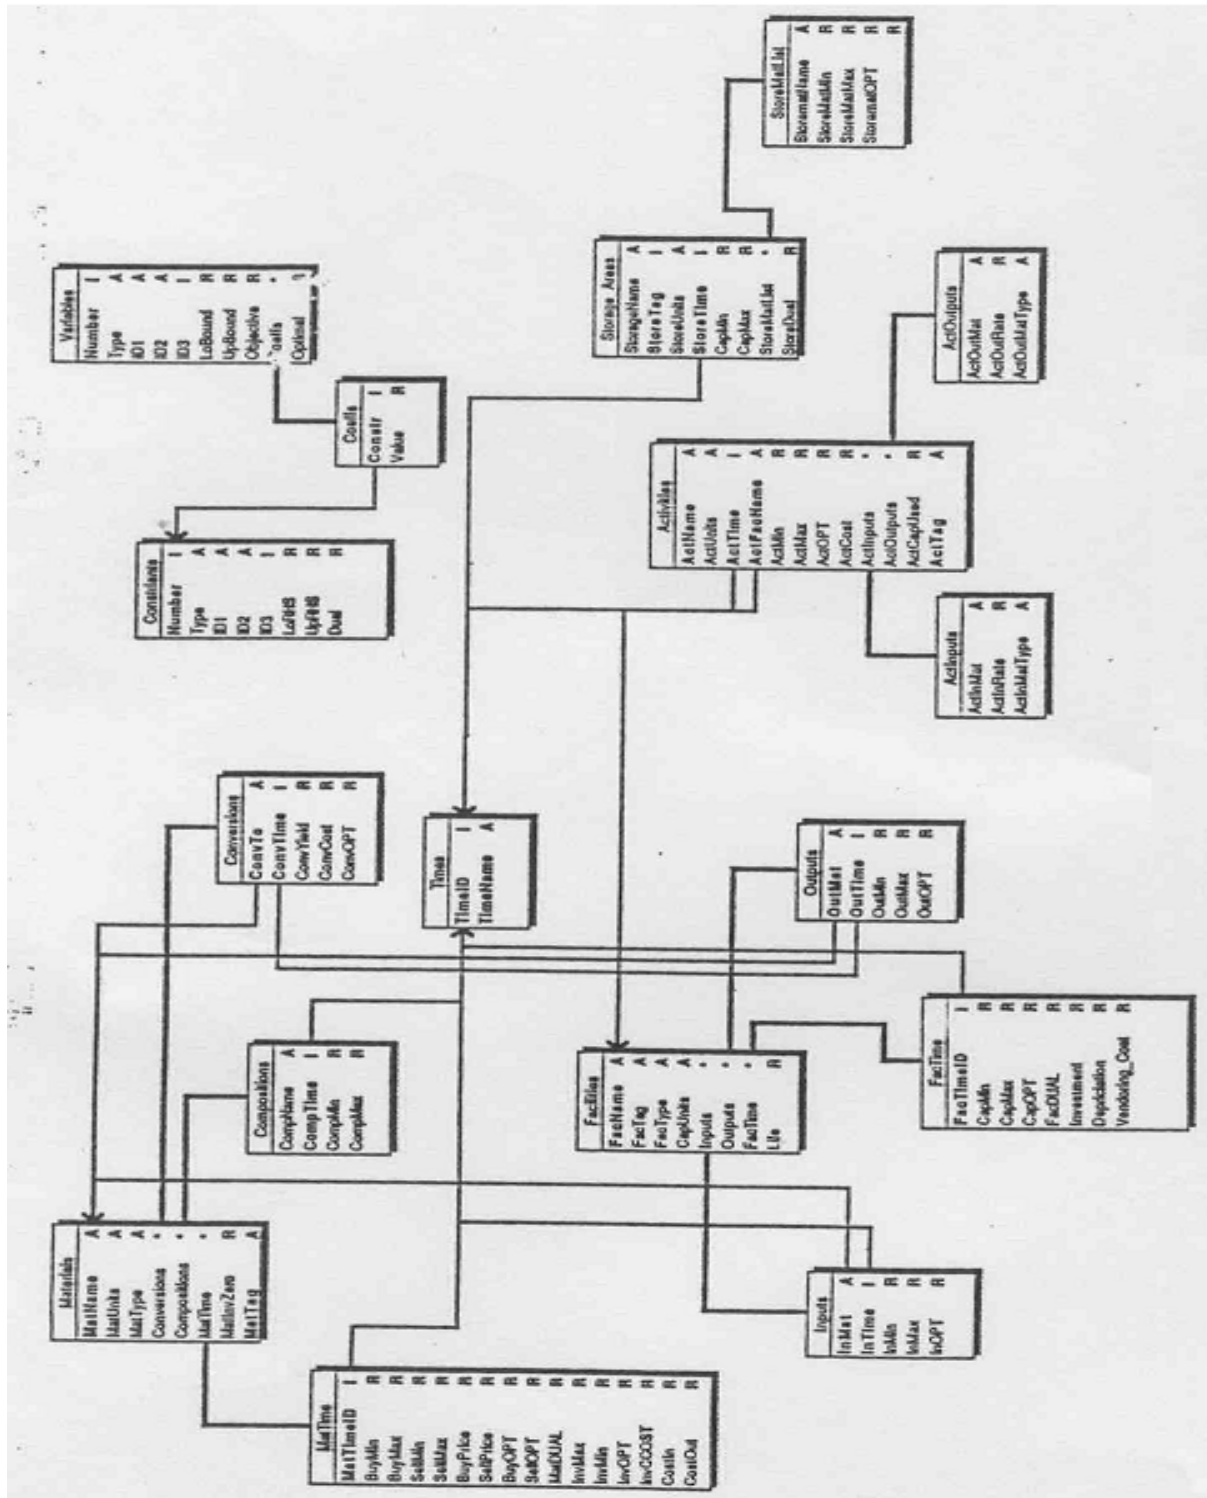 Variables
Number I
Type A
ID1 A
ID2 A
ID3 I
LoBound R
UpBound R
Objective R
Optimal
Coeffs
Constr I
Value R
Constraints
Number I
Type A
ID1 A
ID2 A
ID3 I
LoRHS R
UpRHS R
Dual R
StoreMatList
StorematName A
StoreMatMin R
StoreMatMax R
StorematOPT R
R
Storage Areas
StorageName A
StoreTag I
StoreUnits A
StoreTime I
CapMin R
CapMax R
StoreMatList *
StoreDual R
Activities
ActName A
ActUnits A
ActTime I
ActFacName A
ActMin R
ActMax R
ActOPT R
ActCost R
ActInputs *
ActOutputs *
ActCapUsed R
ActTag A
ActOutputs
ActOutMat A
ActOutRate R
ActOutMatType A
ActInputs
ActInMat A
ActInRate R
ActInMatType A
Conversions
ConvTo A
ConvTime I
ConvYield R
ConvCost R
ConvOPT R
Times
TimeID I
TimeName A
Outputs
OutMat A
OutTime I
OutMin R
OutMax R
OutOPT R
Compositions
CompName A
CompTime I
CompMin R
CompMax R
Facilities
FacName A
FacTag A
FacType A
CapUnits A
Inputs *
Outputs *
FacTime *
Life R
FacTime
FacTimeID I
CapMin R
CapMax R
CapOPT R
FacDUAL R
Investment R
Depriciation R
Vendoring_Cost R
Materials
MatName A
MatUnits A
MatType A
Conversions *
Compositions *
MatTime *
MatInvZero R
MatTag A
MatTime
MatTimeID I
BuyMin R
BuyMax R
SellMin R
SellMax R
BuyPrice R
SellPrice R
BuyOPT R
SellOPT R
MatDUAL R
InvMax R
InvMin R
InvOPT R
InvCCOST R
CostIn R
CostOut R
Inputs
InMat A
InTime I
InMin R
InMax R
InOPT R